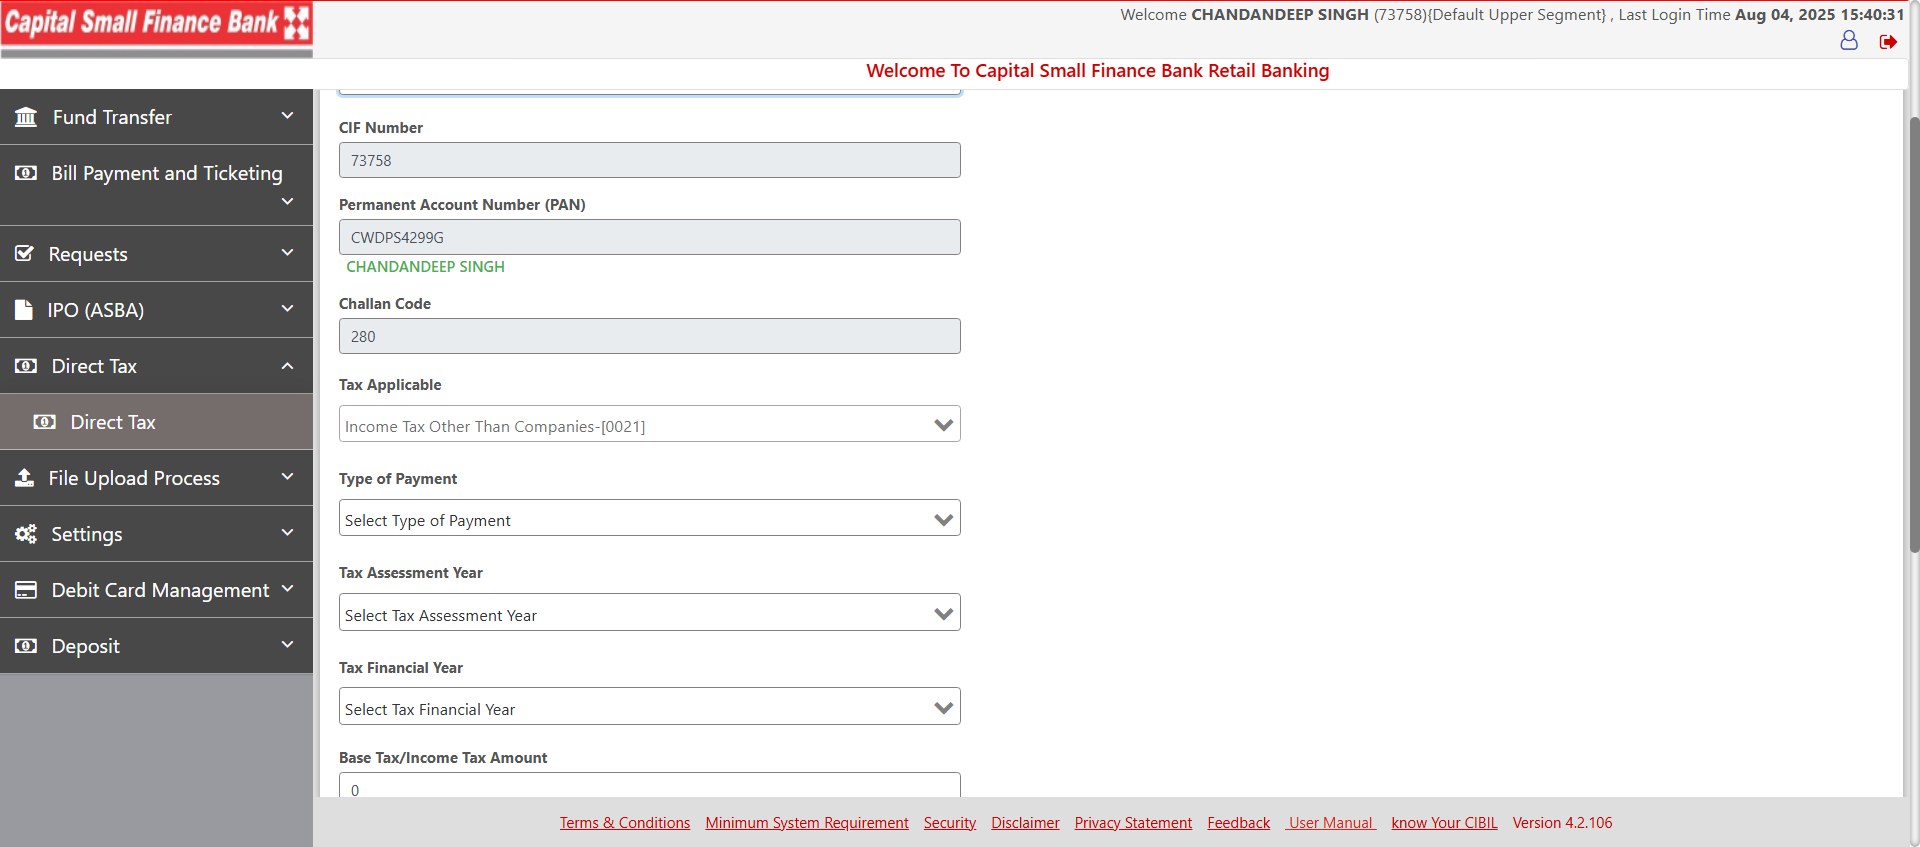 Capital Small Finance Bank
Welcome CHANDANDEEP SINGH (73758){Default Upper Segment} , Last Login Time Aug 04, 2025 15:40:31
Welcome To Capital Small Finance Bank Retail Banking
Fund Transfer
Bill Payment and Ticketing
Requests
IPO (ASBA)
Direct Tax
Direct Tax
File Upload Process
Settings
Debit Card Management
Deposit
CIF Number
73758
Permanent Account Number (PAN)
CWDPS4299G
CHANDANDEEP SINGH
Challan Code
280
Tax Applicable
Income Tax Other Than Companies-[0021]
Type of Payment
Select Type of Payment
Tax Assessment Year
Select Tax Assessment Year
Tax Financial Year
Select Tax Financial Year
Base Tax/Income Tax Amount
0
Terms & Conditions Minimum System Requirement Security Disclaimer Privacy Statement Feedback User Manual know Your CIBIL Version 4.2.106